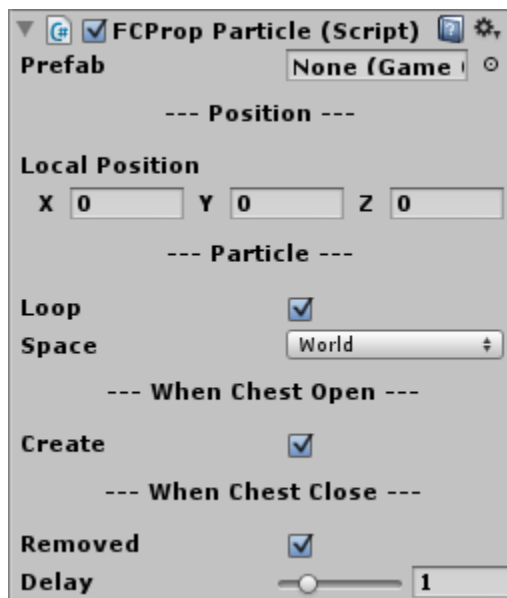 FCProp Particle (Script)
Prefab None (Game
--- Position ---
Local Position
X 0 Y 0 Z 0
--- Particle ---
Loop
Space World
--- When Chest Open ---
Create
--- When Chest Close ---
Removed
Delay 1